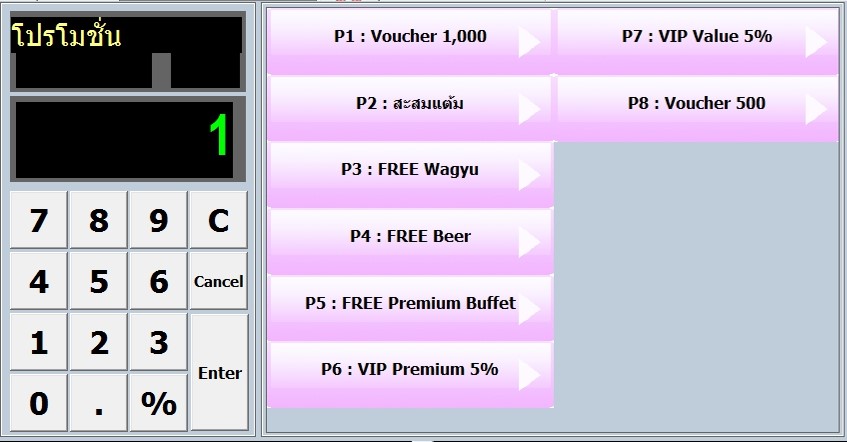 โปรโมชั่น
1
7 8 9 C
4 5 6 Cancel
1 2 3
Enter
0 . %
P1 : Voucher 1,000
P2 : สะสมแต้ม
P3 : FREE Wagyu
P4 : FREE Beer
P5 : FREE Premium Buffet
P6 : VIP Premium 5%
P7 : VIP Value 5%
P8 : Voucher 500